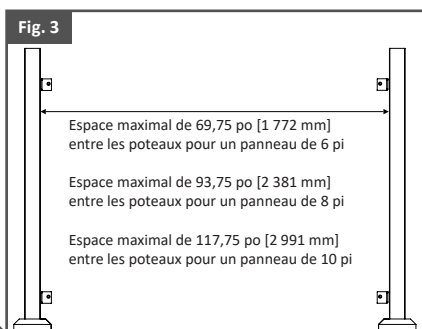 Fig. 3
Espace maximal de 69,75 po [1 772 mm]
entre les poteaux pour un panneau de 6 pi
Espace maximal de 93,75 po [2 381 mm]
entre les poteaux pour un panneau de 8 pi
Espace maximal de 117,75 po [2 991 mm]
entre les poteaux pour un panneau de 10 pi